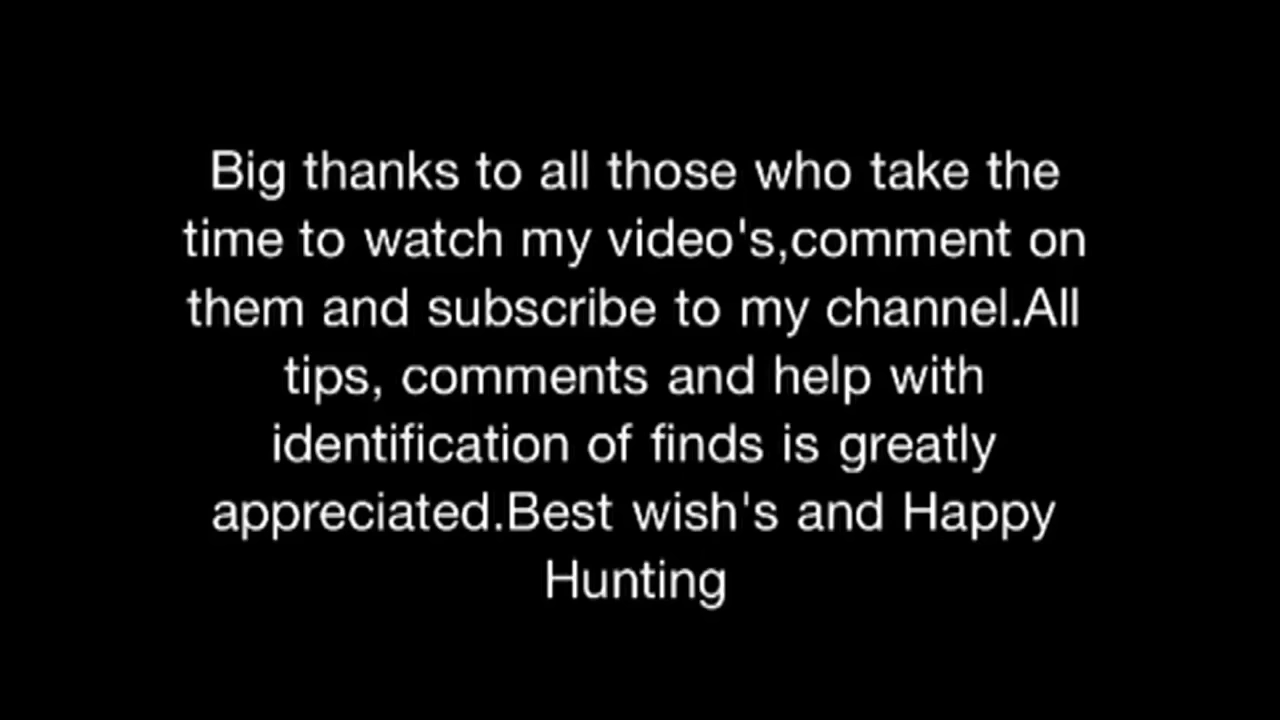 Big thanks to all those who take the
time to watch my video's,comment on
them and subscribe to my channel.All
tips, comments and help with
identification of finds is greatly
appreciated.Best wish's and Happy
Hunting